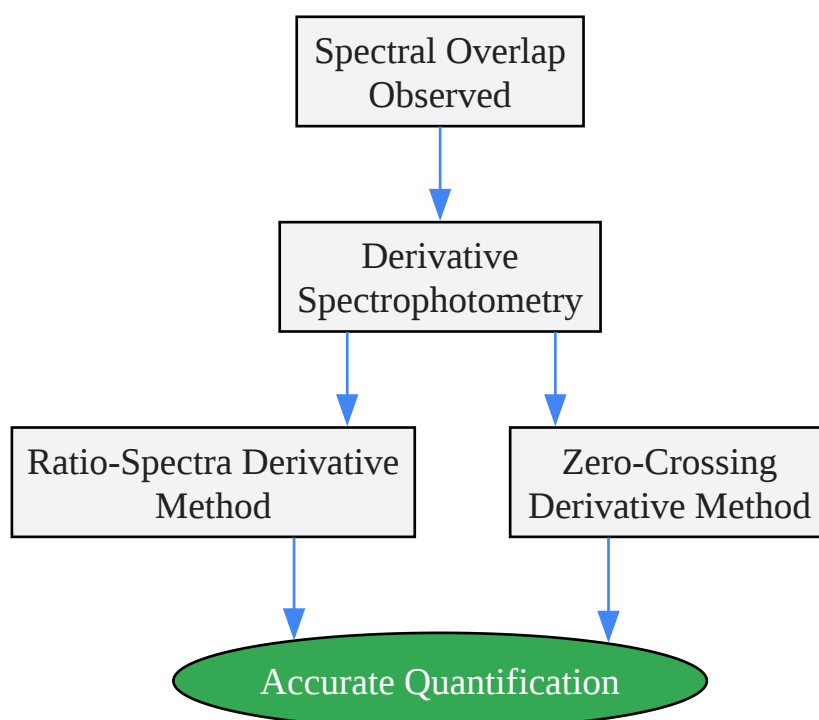 Spectral Overlap
Observed
Derivative
Spectrophotometry
Ratio-Spectra Derivative
Method
Zero-Crossing
Derivative Method
Accurate Quantification